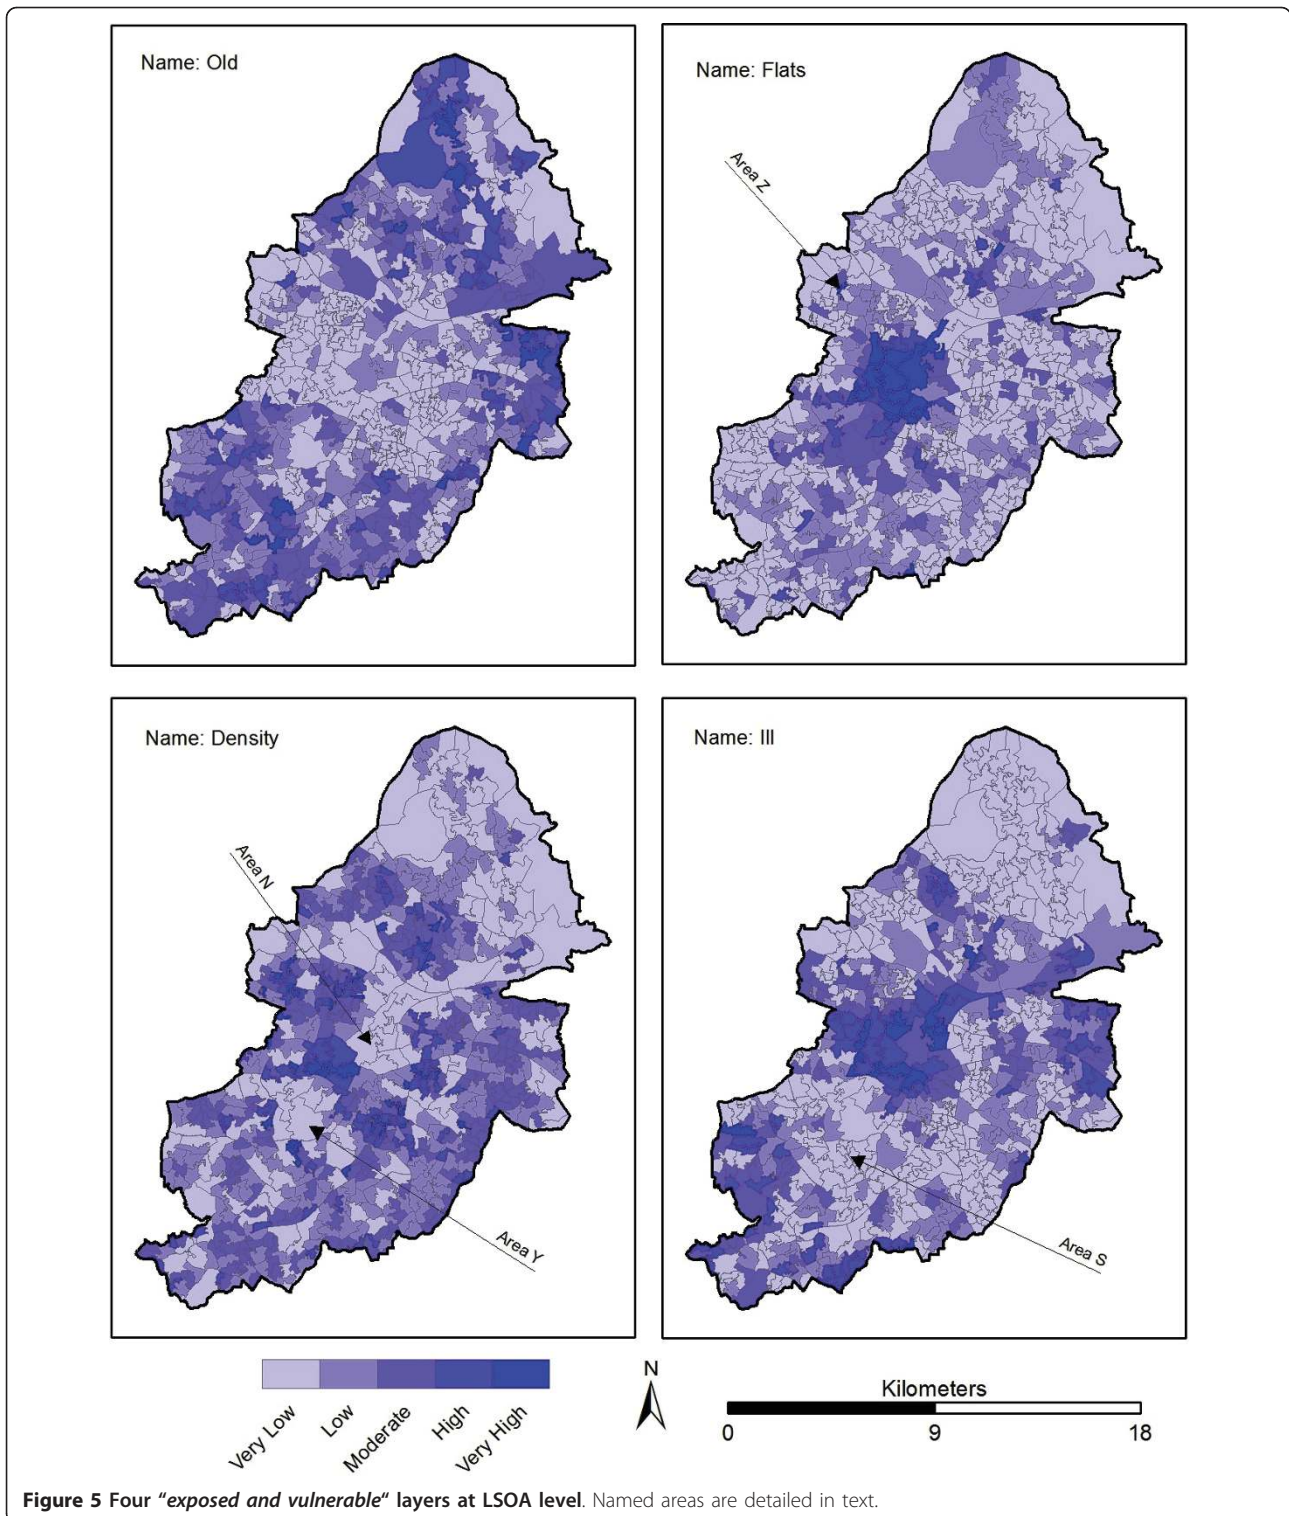 Name: Old
Name: Flats
Area Z
Name: Density
Name: Ill
Area N
Area Y
Area S
Very Low
Low
Moderate
High
Very High
N
Kilometers
0 9 18
Figure 5 Four “exposed and vulnerable“ layers at LSOA level. Named areas are detailed in text.